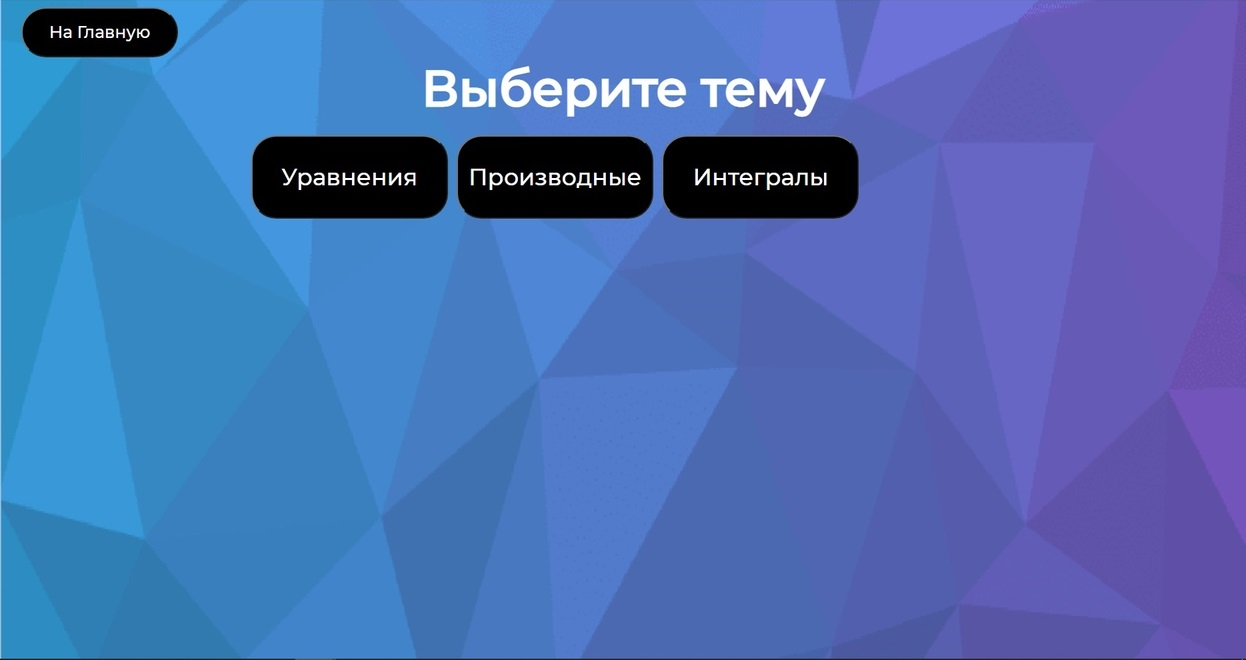 На Главную
Выберите тему
Уравнения Производные Интегралы